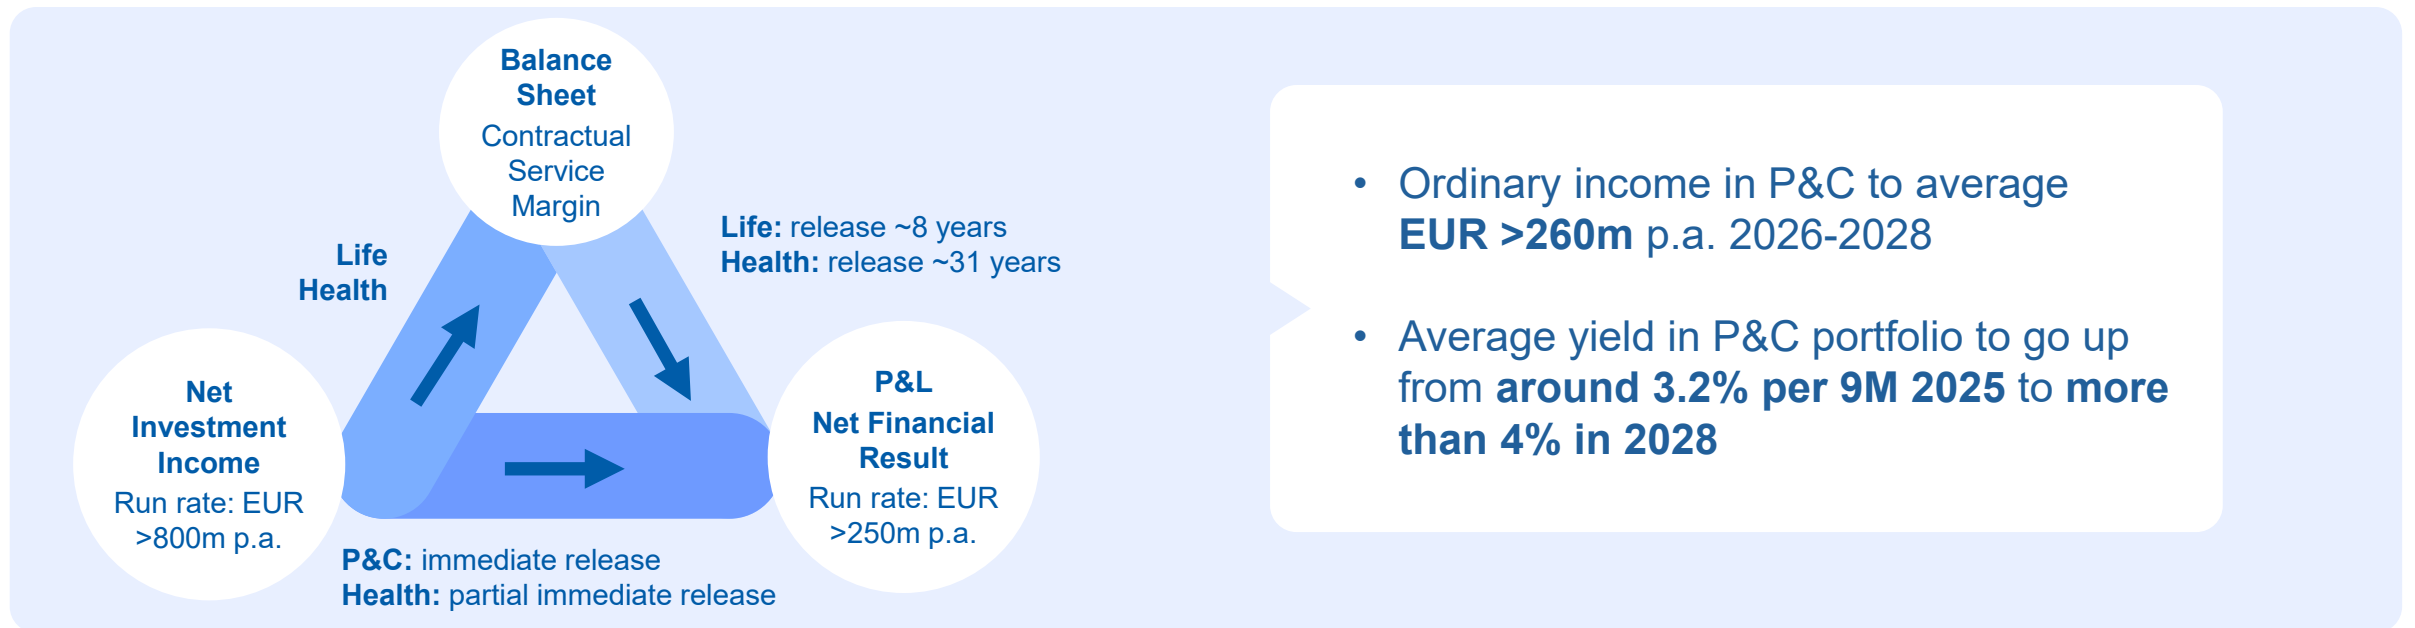 Balance
Sheet
Contractual
Service
Margin
Life
Health
Life: release ~8 years
Health: release ~31 years
Net
Investment
Income
Run rate: EUR
>800m p.a.
P&L
Net Financial
Result
Run rate: EUR
>250m p.a.
P&C: immediate release
Health: partial immediate release
• Ordinary income in P&C to average
EUR >260m p.a. 2026-2028
• Average yield in P&C portfolio to go up
from around 3.2% per 9M 2025 to more
than 4% in 2028